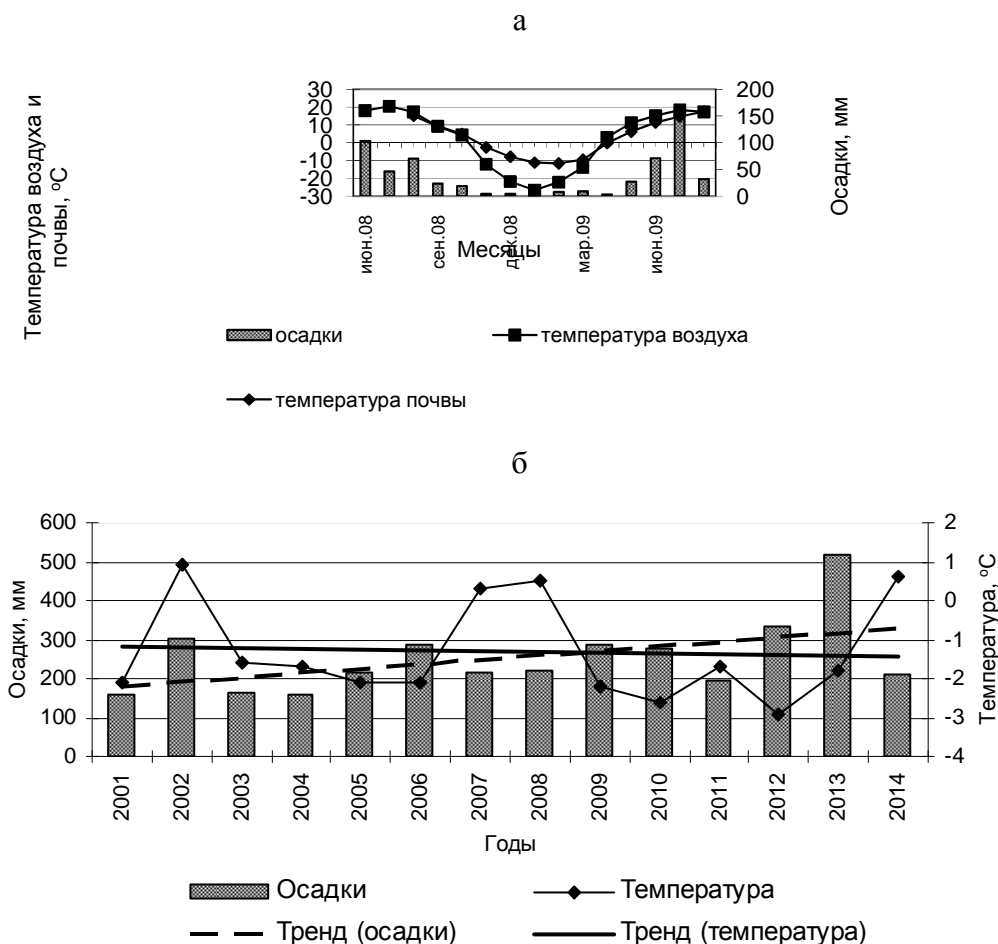 а
Температура воздуха и
почвы, °С
30
20
10
0
-10
-20
-30
200
150
100
50
0
Осадки, мм
июн.08
сен.08
дек.08
мар.09
июн.09
Месяцы
осадки
температура воздуха
температура почвы
б
Осадки, мм
600
500
400
300
200
100
0
2
1
0
-1
-2
-3
-4
Температура, °С
2001
2002
2003
2004
2005
2006
2007
2008
2009
2010
2011
2012
2013
2014
Годы
Осадки
Температура
Тренд (осадки)
Тренд (температура)